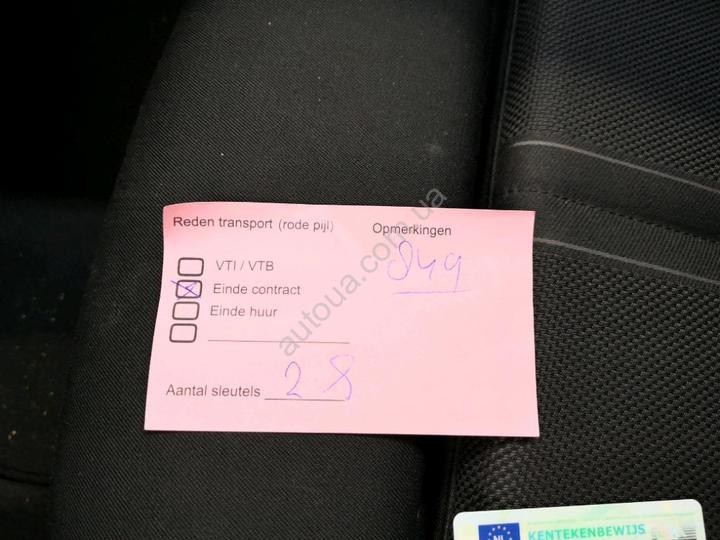 Reden transport (rode pijl)
Opmerkingen
849
VTI / VTB
Einde contract
Einde huur
Aantal sleutels 2 8
autoua.com.ua
NL KENTEKENBEWIJS